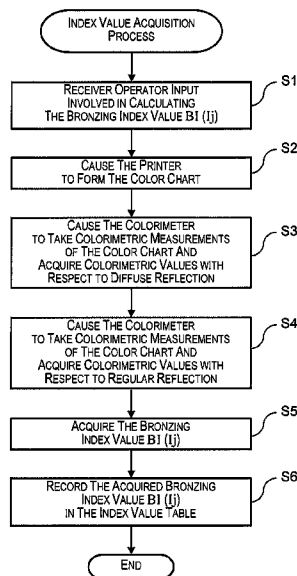 INDEX VALUE ACQUISITION
PROCESS
S1
RECEIVER OPERATOR INPUT
INVOLVED IN CALCULATING
THE BRONZING INDEX VALUE BI (Ij)
S2
CAUSE THE PRINTER
TO FORM THE COLOR CHART
S3
CAUSE THE COLORIMETER
TO TAKE COLORIMETRIC MEASUREMENTS
OF THE COLOR CHART AND
ACQUIRE COLORIMETRIC VALUES WITH
RESPECT TO DIFFUSE REFLECTION
S4
CAUSE THE COLORIMETER
TO TAKE COLORIMETRIC MEASUREMENTS
OF THE COLOR CHART AND
ACQUIRE COLORIMETRIC VALUES WITH
RESPECT TO REGULAR REFLECTION
S5
ACQUIRE THE BRONZING
INDEX VALUE BI (Ij)
S6
RECORD THE ACQUIRED BRONZING
INDEX VALUE BI (Ij)
IN THE INDEX VALUE TABLE
END